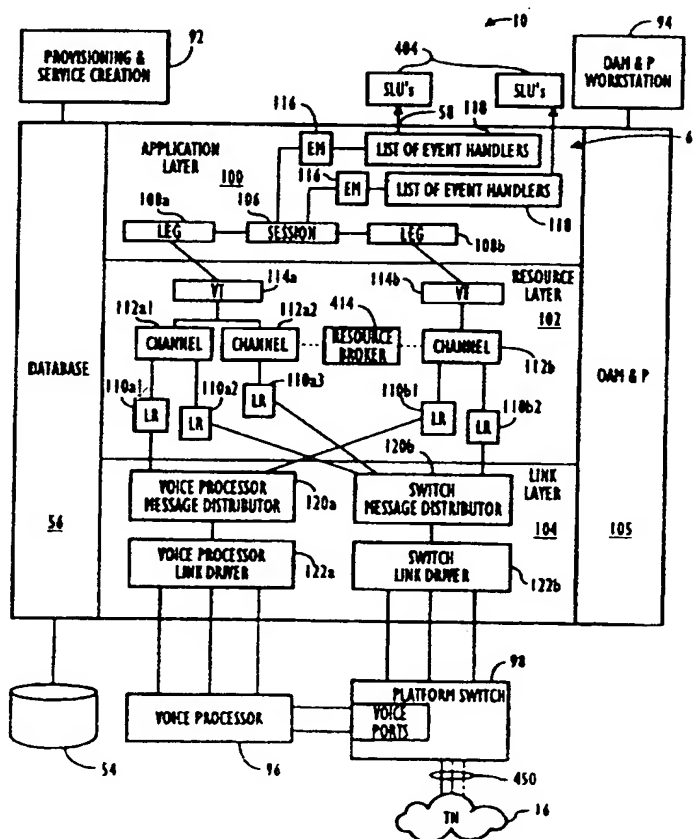 10
92
94
PROVISIONING &
SERVICE CREATION
404
OAM & P
WORKSTATION
SLU'S
SLU'S
116
58
118
6
EM
LIST OF EVENT HANDLERS
APPLICATION
LAYER
100
116
EM
LIST OF EVENT HANDLERS
108a
106
118
LEG
SESSION
LEG
108b
114a
114b
RESOURCE
LAYER
VT
VT
102
112a1
112a2
414
CHANNEL
CHANNEL
RESOURCE
BROKER
CHANNEL
112b
DATABASE
OAM & P
110a1
110a2
110a3
110b1
110b2
LR
LR
LR
LR
LR
120b
LINK
LAYER
VOICE PROCESSOR
MESSAGE DISTRIBUTOR
120a
SWITCH
MESSAGE DISTRIBUTOR
56
104
105
VOICE PROCESSOR
LINK DRIVER
122a
SWITCH
LINK DRIVER
122b
98
PLATFORM SWITCH
VOICE PROCESSOR
VOICE
PORTS
54
96
450
TN
16